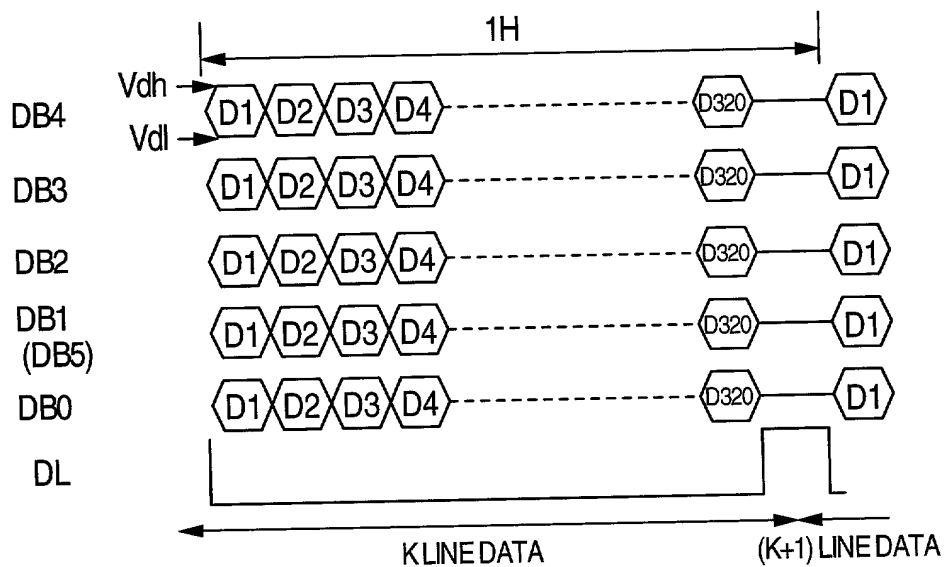 1H
Vdh
DB4 D1 D2 D3 D4 D320 D1
Vdl
DB3 D1 D2 D3 D4 D320 D1
DB2 D1 D2 D3 D4 D320 D1
DB1 D1 D2 D3 D4 D320 D1
(DB5)
DB0 D1 D2 D3 D4 D320 D1
DL
K LINE DATA (K+1) LINE DATA